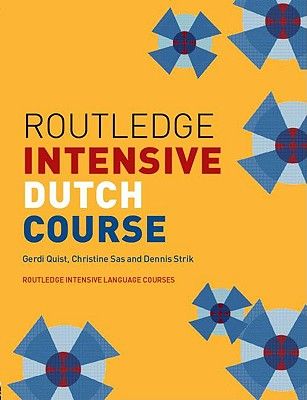 ROUTLEDGE
INTENSIVE
DUTCH
COURSE
Gerdi Quist, Christine Sas and Dennis Strik
ROUTLEDGE INTENSIVE LANGUAGE COURSES